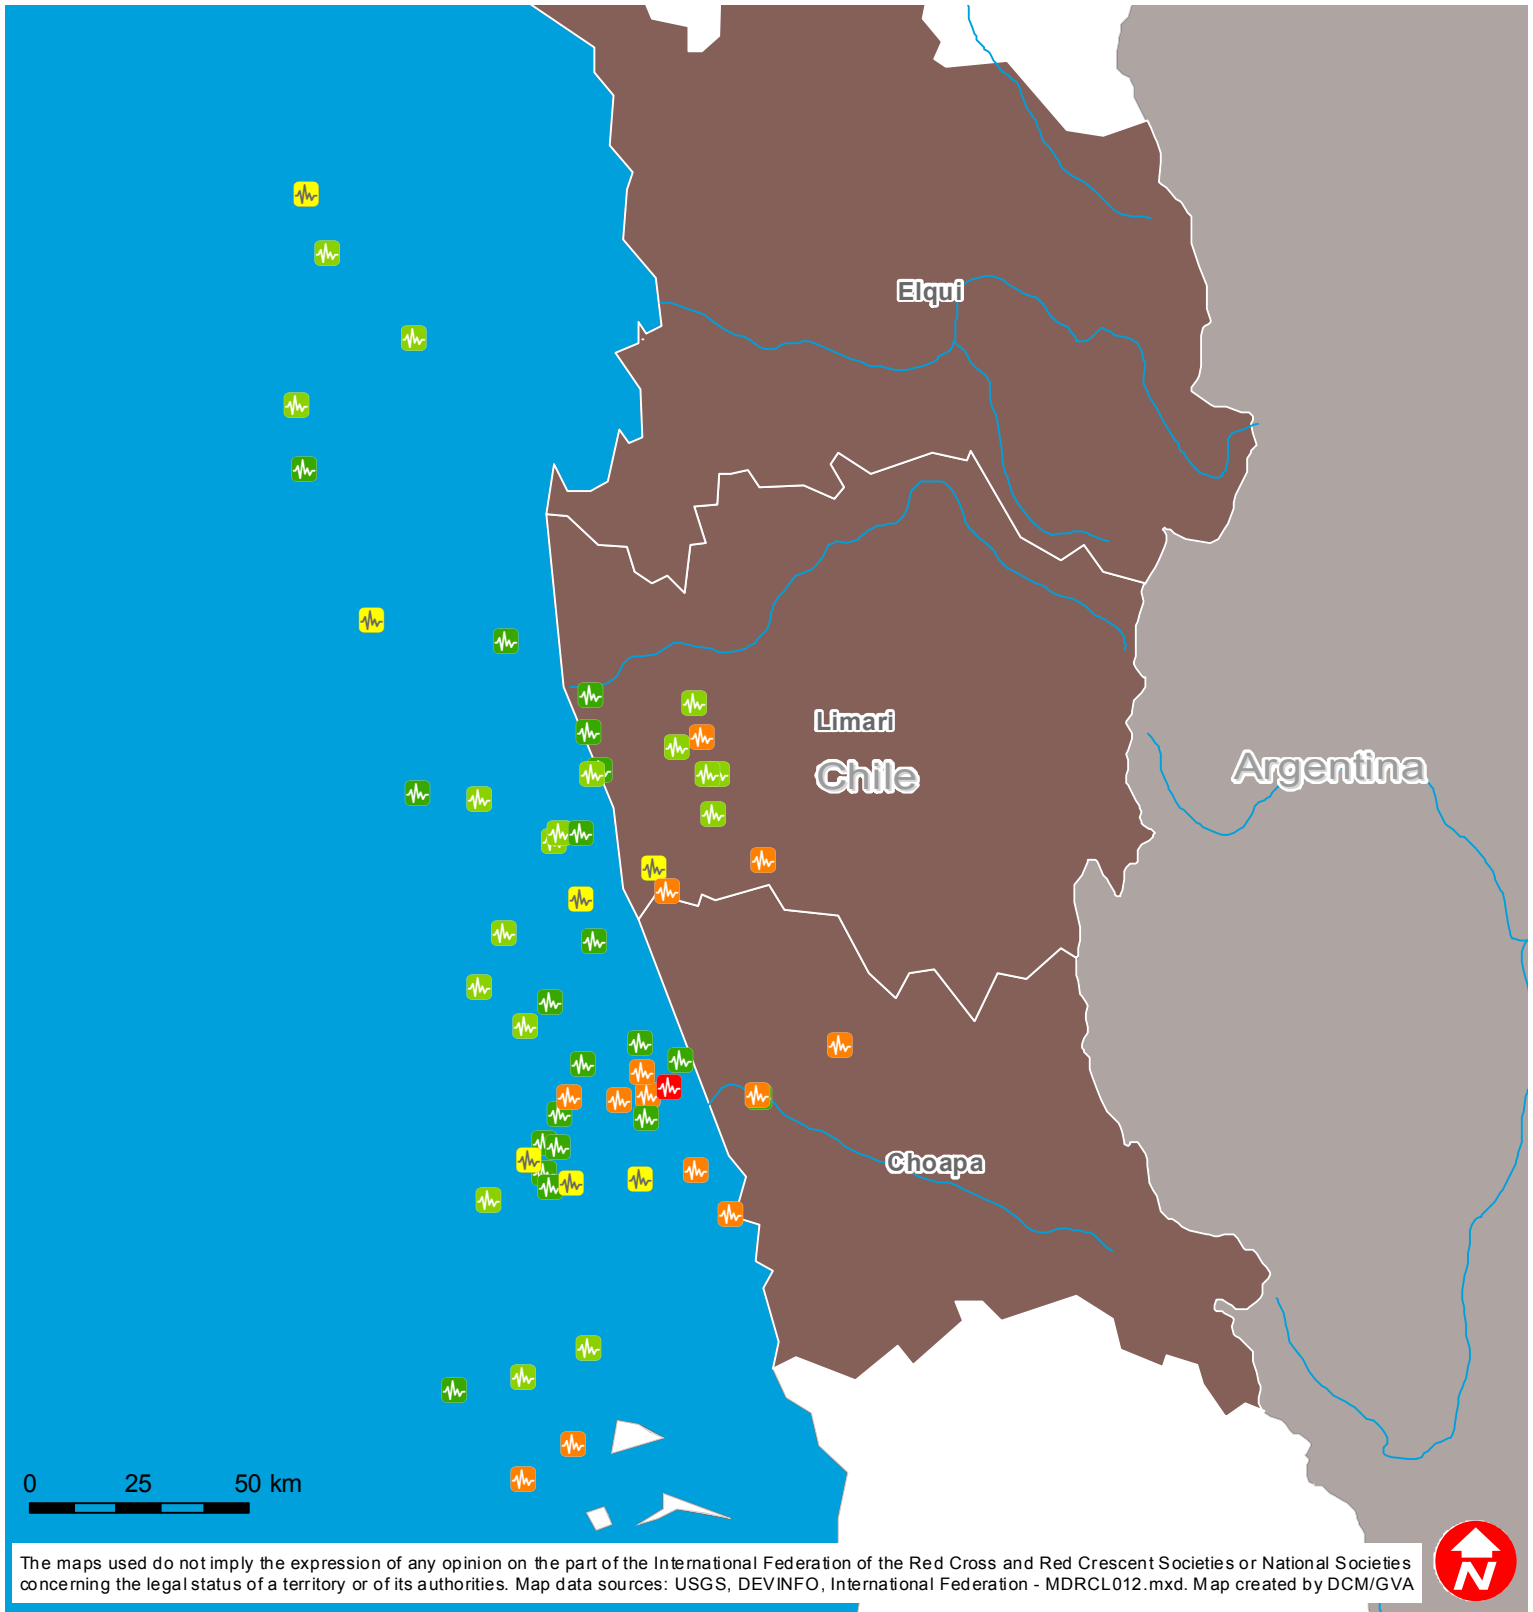 Elqui
Limari
Chile
Argentina
Choapa
0 25 50 km
The maps used do not imply the expression of any opinion on the part of the International Federation of the Red Cross and Red Crescent Societies or National Societies
concerning the legal status of a territory or of its authorities. Map data sources: USGS, DEVINFO, International Federation - MDRCL012.mxd. Map created by DCM/GVA
N